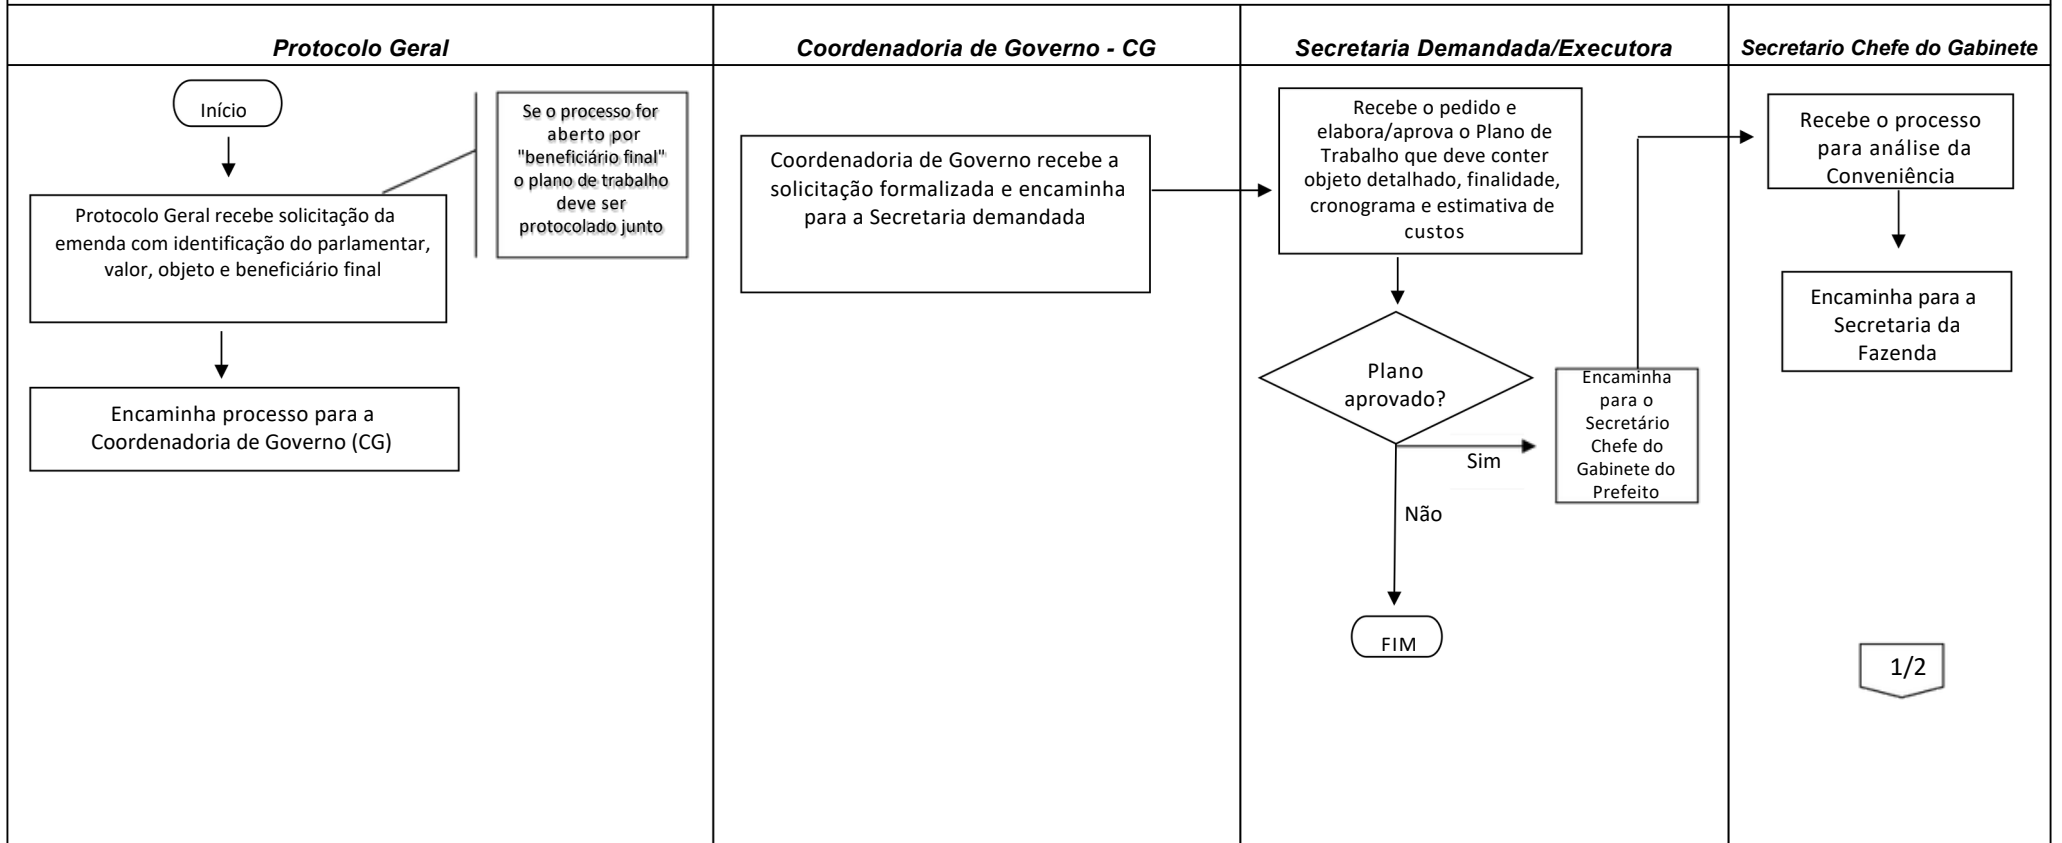 Protocolo Geral
Coordenadoria de Governo - CG
Secretaria Demandada/Executora
Secretario Chefe do Gabinete
Início
Se o processo for
aberto por
"beneficiário final"
o plano de trabalho
deve ser
protocolado junto
Protocolo Geral recebe solicitação da
emenda com identificação do parlamentar,
valor, objeto e beneficiário final
Encaminha processo para a
Coordenadoria de Governo (CG)
Coordenadoria de Governo recebe a
solicitação formalizada e encaminha
para a Secretaria demandada
Recebe o pedido e
elabora/aprova o Plano de
Trabalho que deve conter
objeto detalhado, finalidade,
cronograma e estimativa de
custos
Plano
aprovado?
Sim
Não
FIM
Encaminha
para o
Secretário
Chefe do
Gabinete do
Prefeito
Recebe o processo
para análise da
Conveniência
Encaminha para a
Secretaria da
Fazenda
1/2